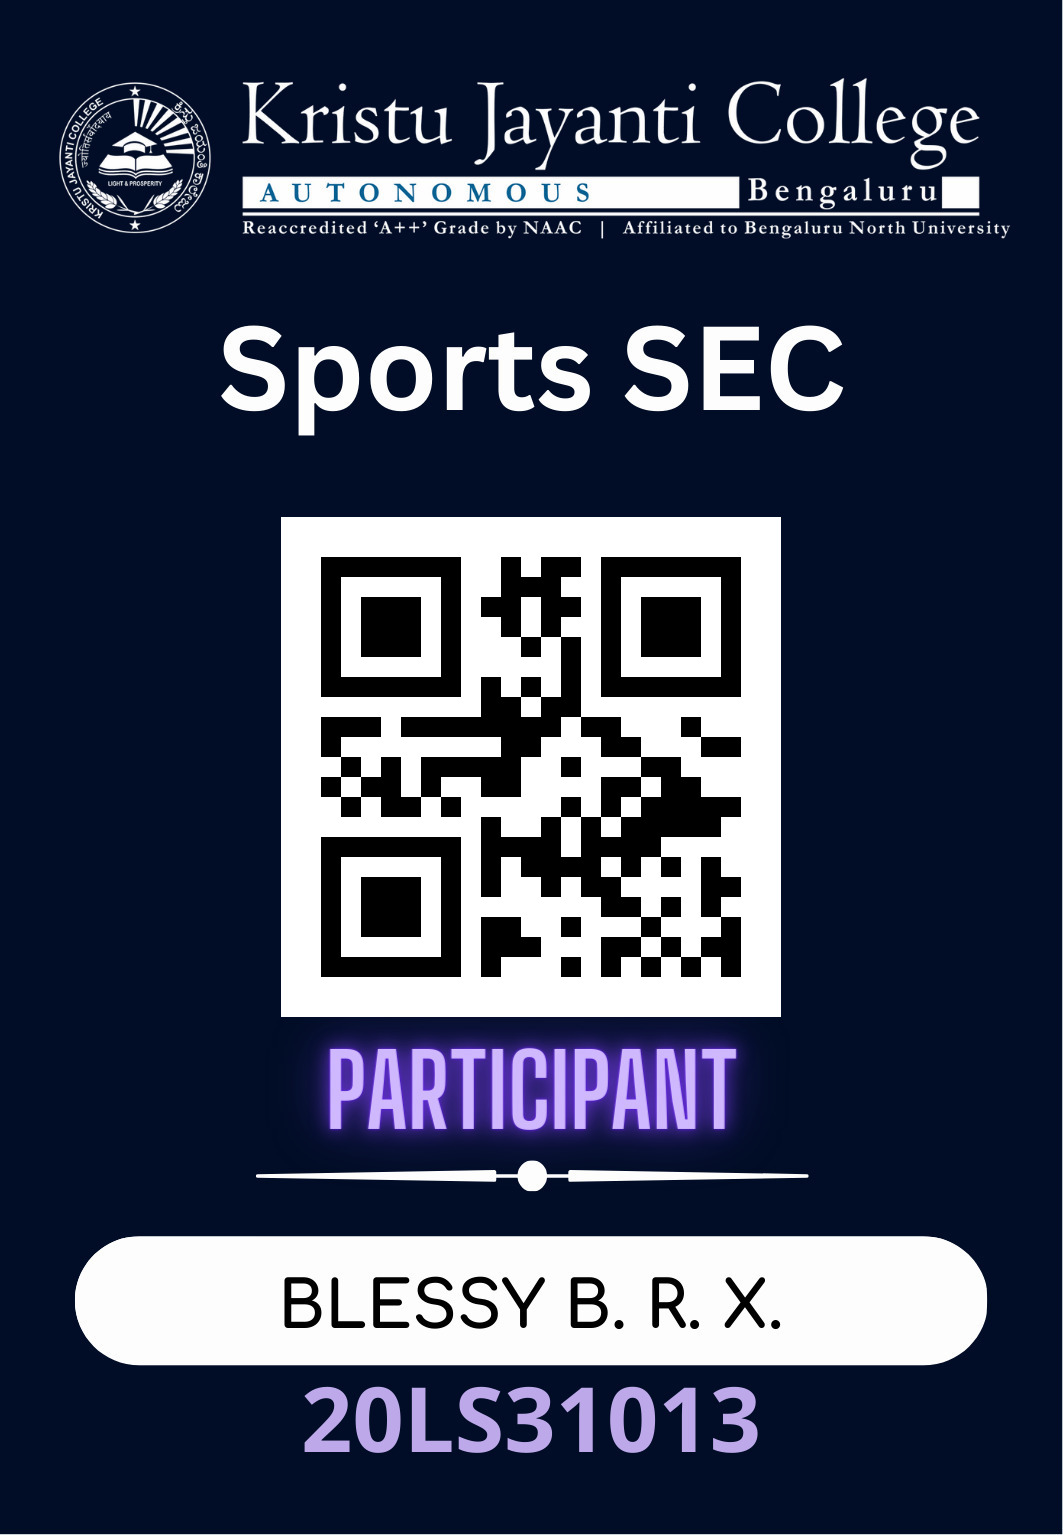 Kristu Jayanti College
AUTONOMOUS Bengaluru
Reaccredited ‘A++’ Grade by NAAC | Affiliated to Bengaluru North University
KRISTU JAYANTI COLLEGE
LIGHT & PROSPERITY
Sports SEC
PARTICIPANT
BLESSY B. R. X.
20LS31013